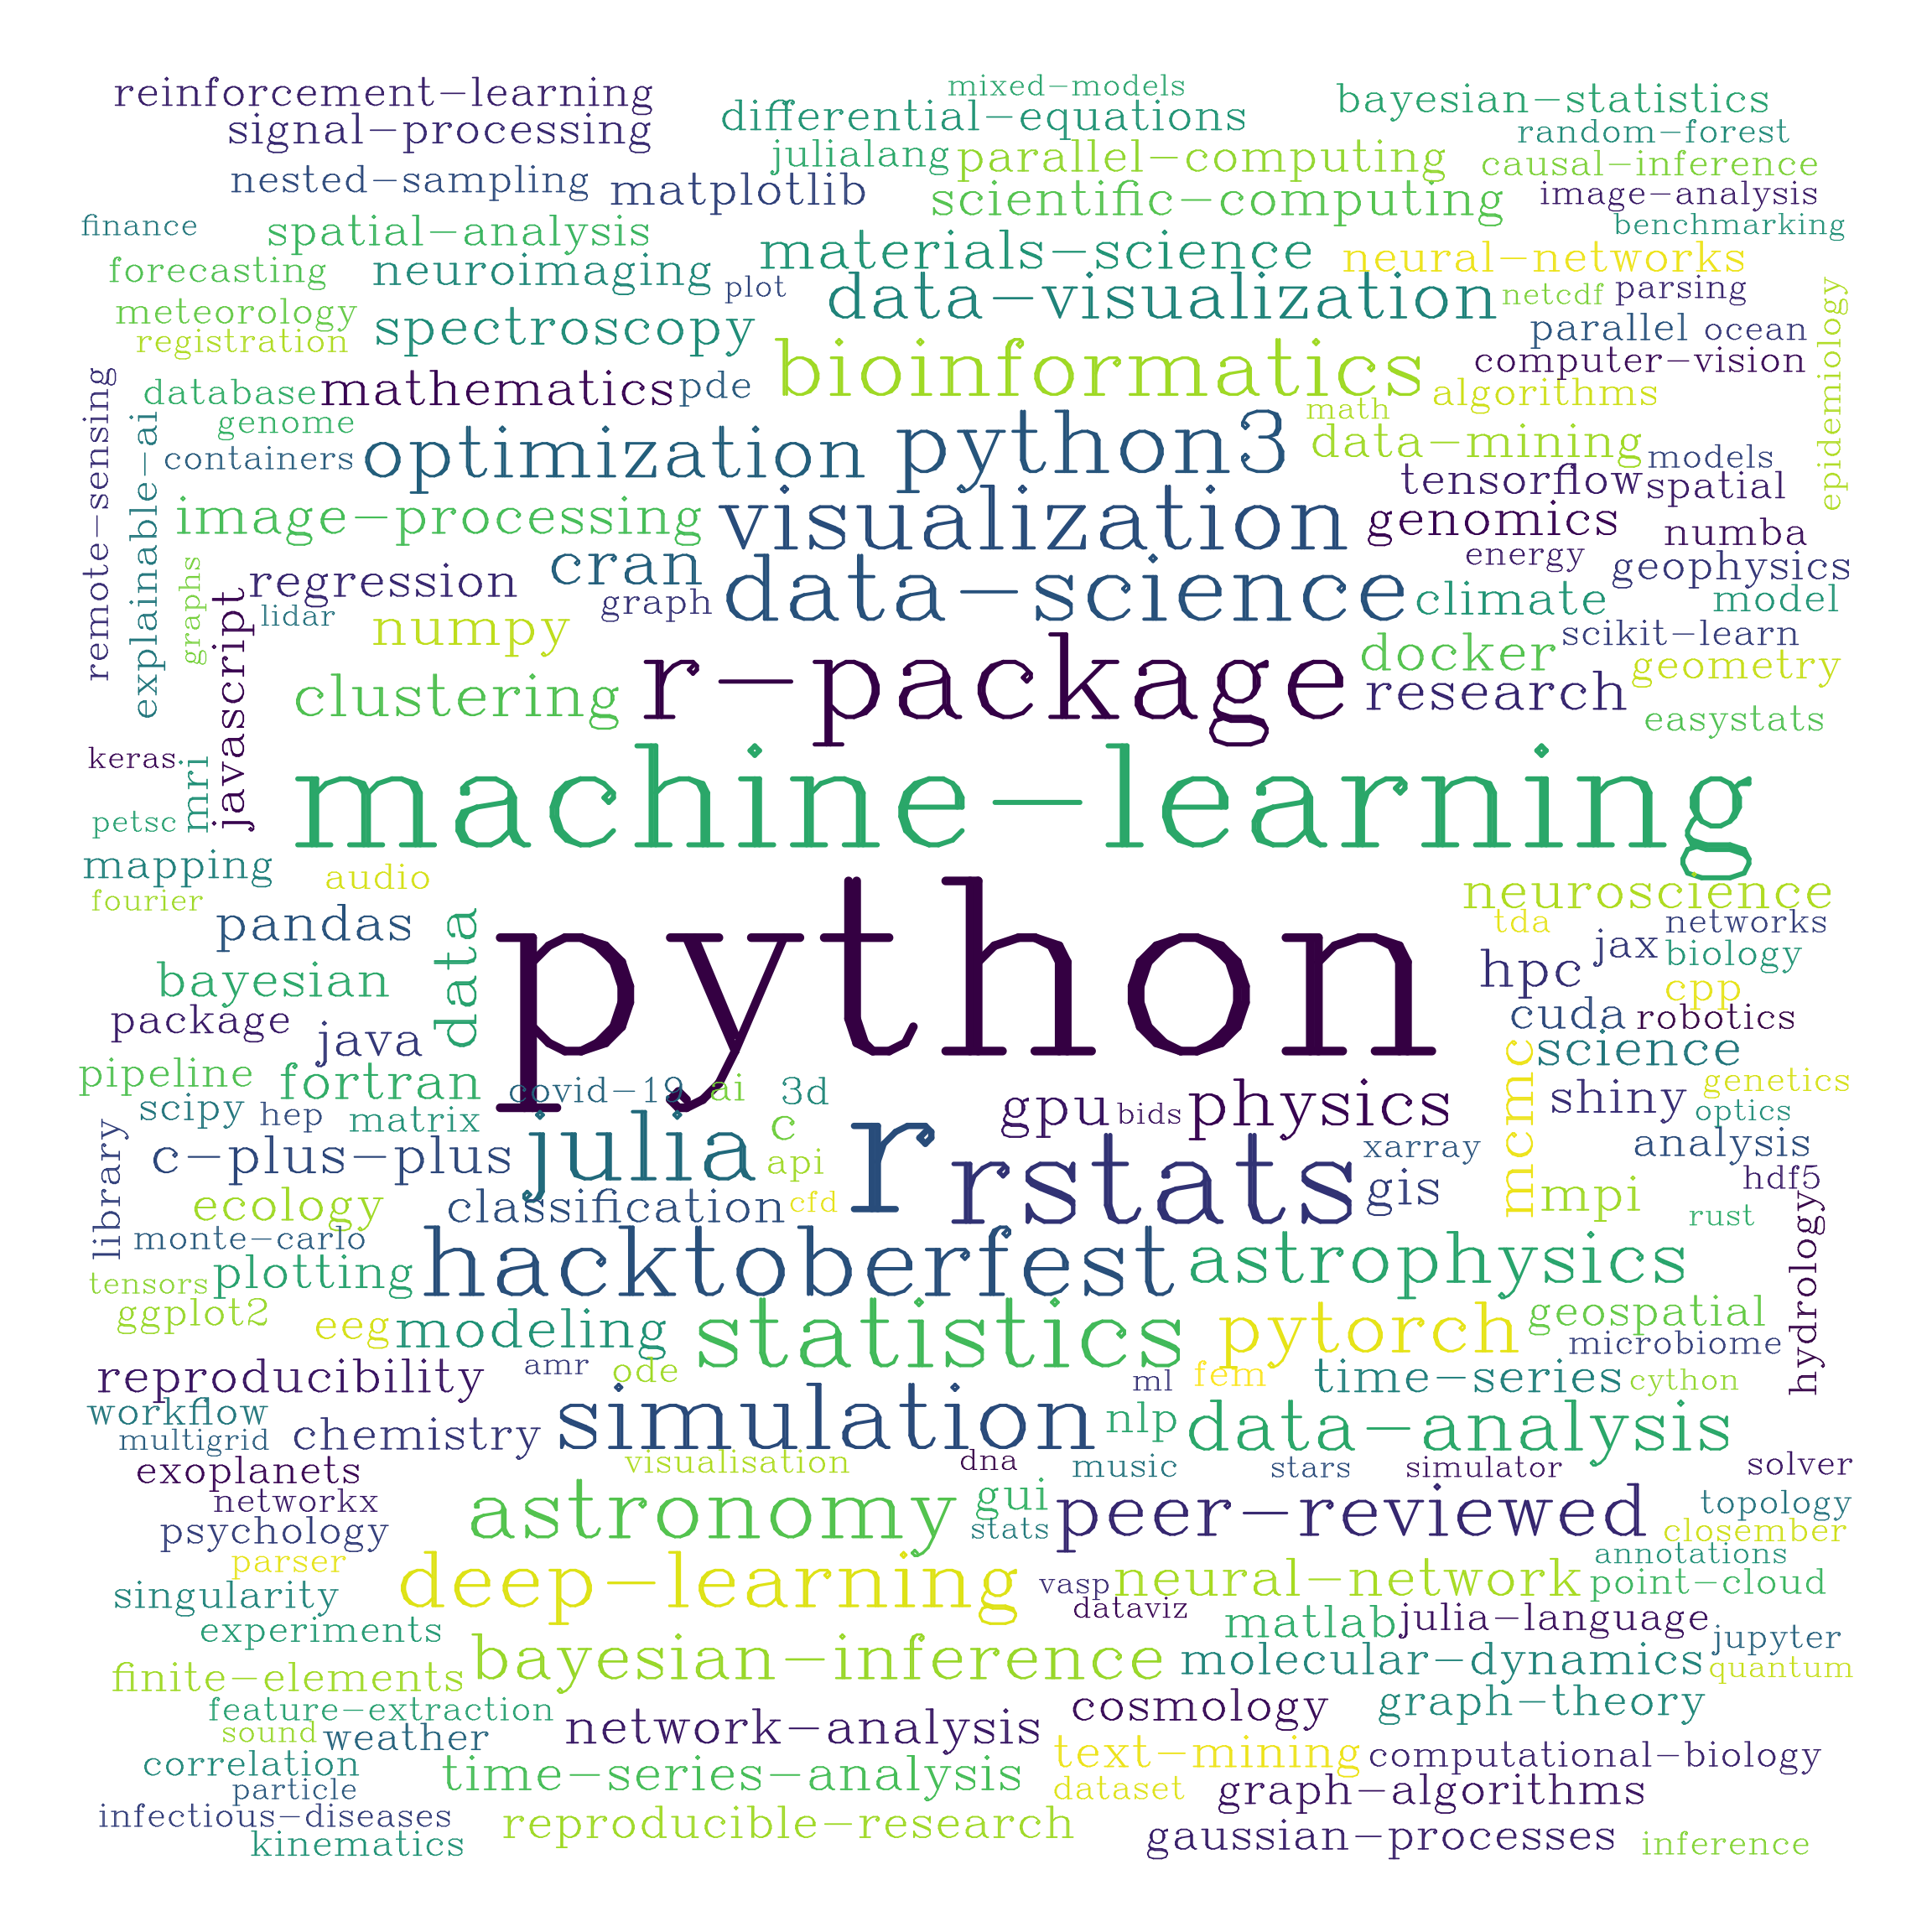 reinforcement-learning
mixed-models
differential-equations
bayesian-statistics
signal-processing
random-forest
julialang
parallel-computing
causal-inference
nested-sampling
matplotlib
scientific-computing
image-analysis
finance
spatial-analysis
benchmarking
materials-science
neural-networks
forecasting
neuroimaging
plot
data-visualization
netcdf
parsing
meteorology
registration
spectroscopy
parallel
ocean
epidemiology
bioinformatics
computer-vision
remote-sensing
database
mathematics
pde
algorithms
explainable-ai
genome
math
containers
optimization
python3
data-mining
models
tensorflow
spatial
image-processing
visualization
genomics
numba
graphs
regression
cran
energy
geophysics
javascript
lidar
graph
data-science
climate
model
numpy
scikit-learn
r-package
docker
geometry
clustering
research
easystats
keras
mri
machine-learning
petsc
mapping
audio
fourier
neuroscience
pandas
data
python
tda
networks
jax
biology
bayesian
hpc
cpp
package
java
cuda
robotics
pipeline
fortran
covid-19
ai
3d
mcmc
science
genetics
scipy
hep
matrix
gpu
bids
physics
shiny
optics
library
c-plus-plus
julia
c
api
r
rstats
xarray
analysis
gis
hdf5
ecology
classification
cfd
mpi
rust
hydrology
monte-carlo
tensors
plotting
hacktoberfest
astrophysics
ggplot2
eeg
modeling
statistics
pytorch
geospatial
microbiome
reproducibility
amr
ode
ml
fem
time-series
cython
workflow
multigrid
chemistry
simulation
nlp
data-analysis
exoplanets
visualisation
dna
music
stars
simulator
solver
networkx
astronomy
gui
stats
peer-reviewed
topology
psychology
closember
parser
deep-learning
annotations
singularity
vasp
neural-network
point-cloud
dataviz
experiments
matlab
julia-language
jupyter
finite-elements
bayesian-inference
molecular-dynamics
quantum
feature-extraction
cosmology
graph-theory
sound
weather
network-analysis
correlation
text-mining
computational-biology
particle
time-series-analysis
dataset
graph-algorithms
infectious-diseases
reproducible-research
kinematics
gaussian-processes
inference